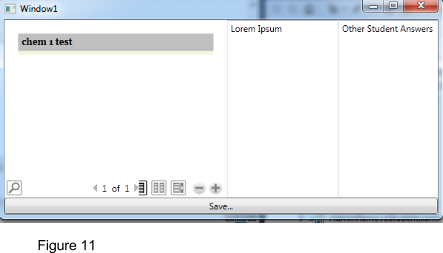 Window1
chem 1 test
Lorem Ipsum
Other Student Answers
1 of 1
Save...
Figure 11